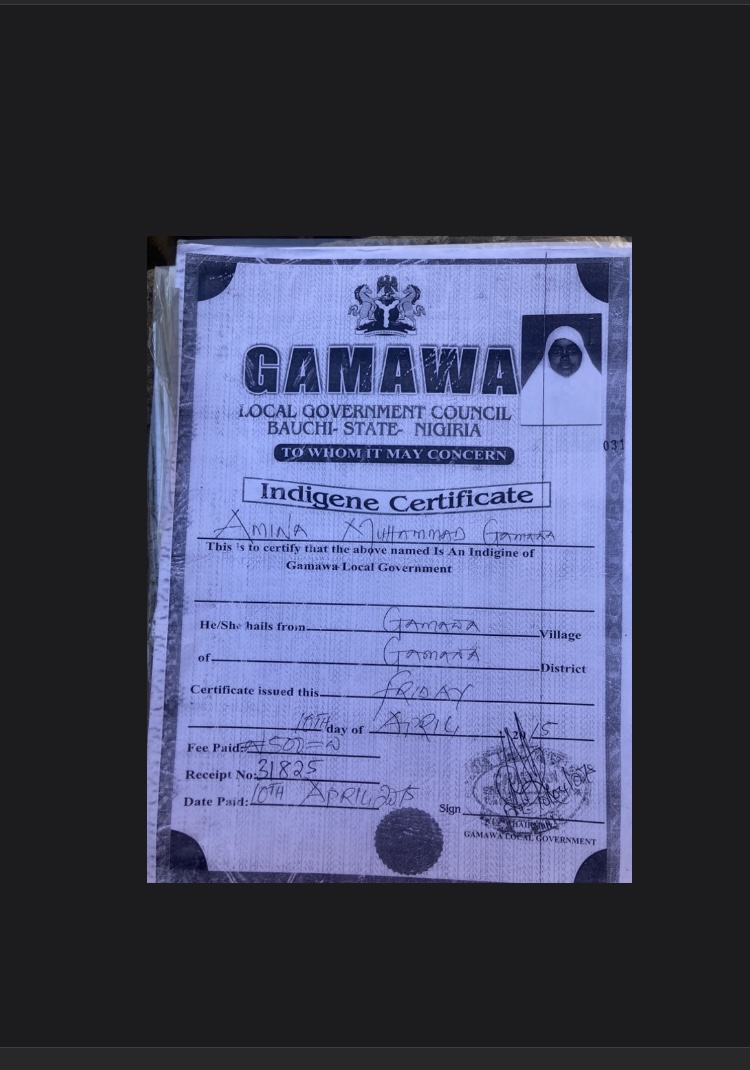 GAMAWA
LOCAL GOVERNMENT COUNCIL
BAUCHI- STATE- NIGIRIA
031
TO WHOM IT MAY CONCERN
Indigene Certificate
AMINA MUHAMMAD GAMAWA
This is to certify that the above named Is An Indigine of
Gamawa Local Government
He/She hails from GAMAWA Village
of GAMAWA District
Certificate issued this FRIDAY
10TH day of APRIL 20 15
Fee Paid: ₦500=
Receipt No: 31825
Date Paid: 10TH APRIL, 2015
Sign
CHAIRMAN
GAMAWA LOCAL GOVERNMENT